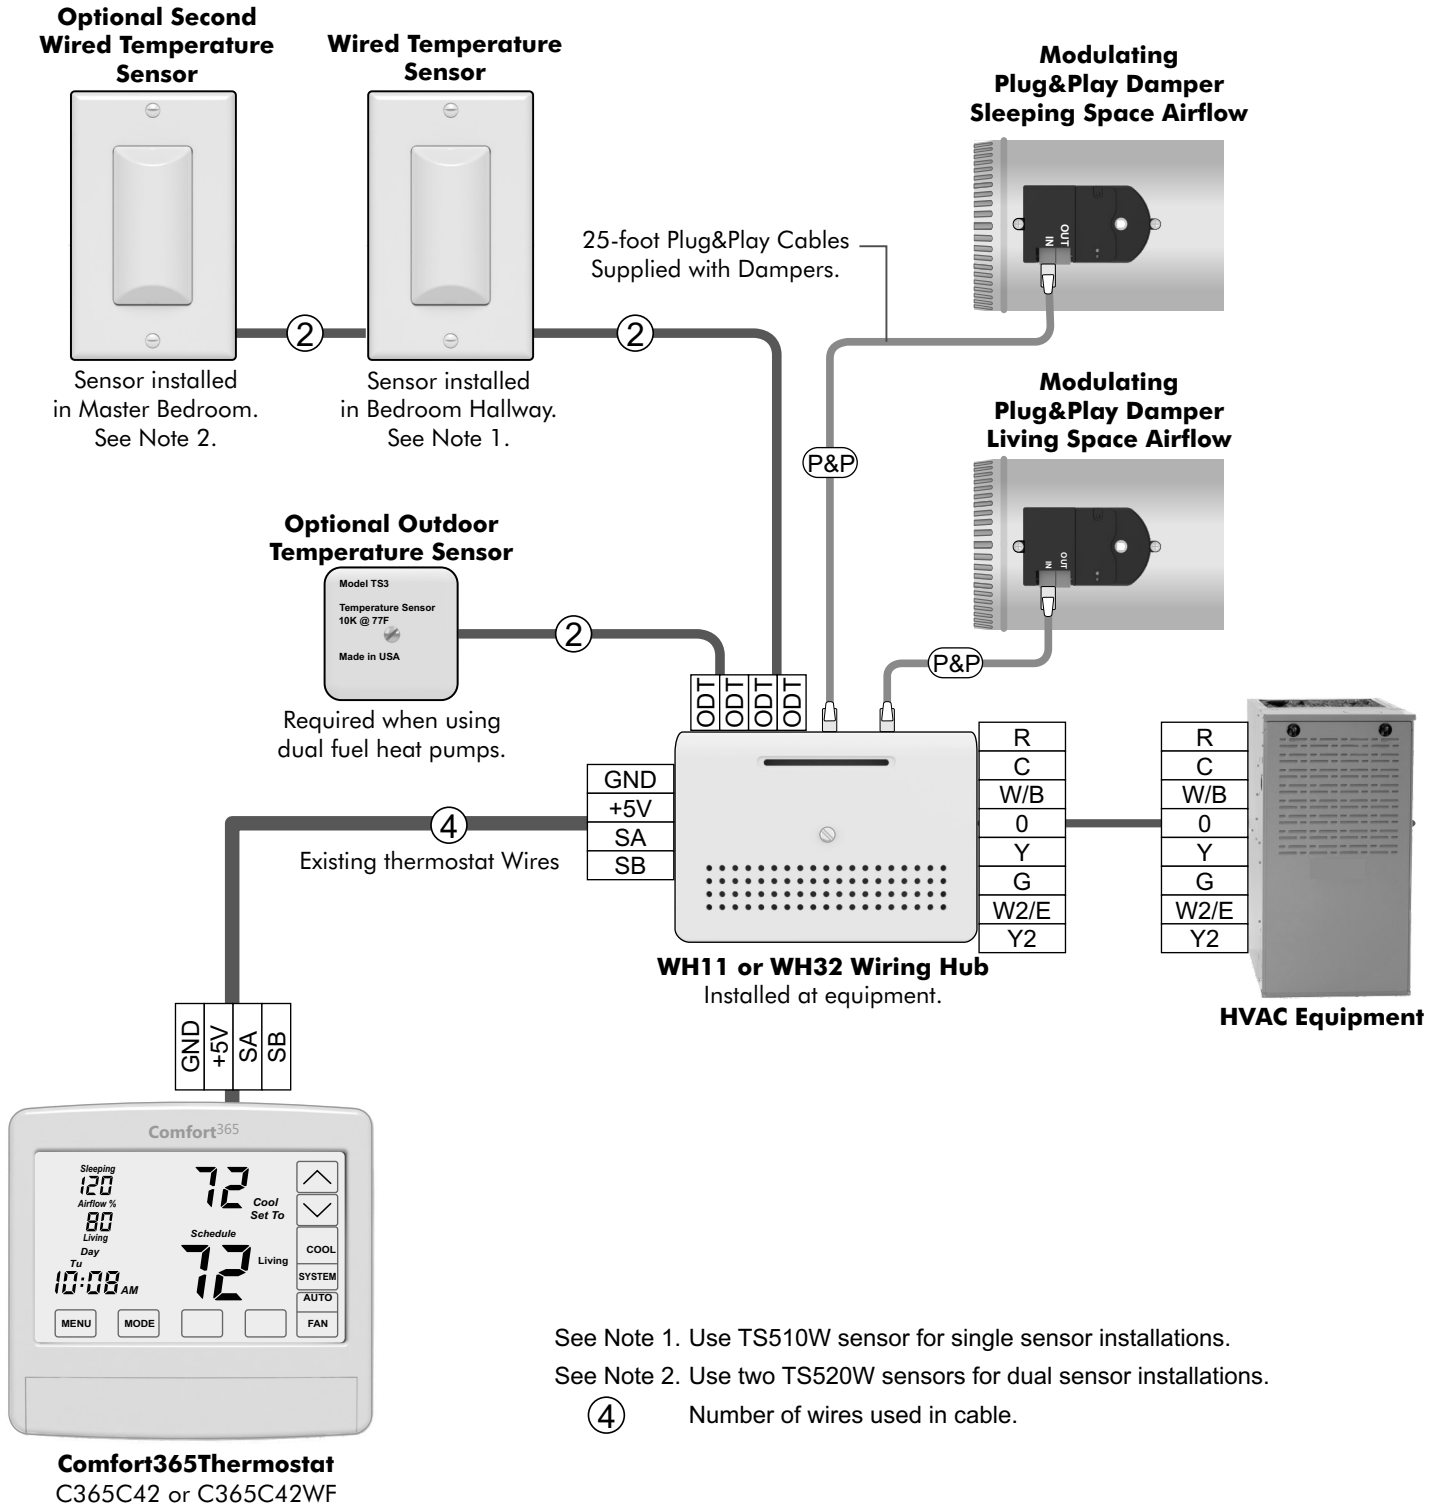 Optional Second
Wired Temperature
Sensor
Wired Temperature
Sensor
Modulating
Plug&Play Damper
Sleeping Space Airflow
OUT
IN
25-foot Plug&Play Cables
Supplied with Dampers.
2
2
Sensor installed
in Master Bedroom.
See Note 2.
Sensor installed
in Bedroom Hallway.
See Note 1.
Modulating
Plug&Play Damper
Living Space Airflow
OUT
IN
P&P
P&P
Optional Outdoor
Temperature Sensor
Model TS3
Temperature Sensor
10K @ 77F
Made in USA
2
Required when using
dual fuel heat pumps.
ODT
ODT
ODT
ODT
GND
+5V
SA
SB
4
Existing thermostat Wires
R
C
W/B
0
Y
G
W2/E
Y2
R
C
W/B
0
Y
G
W2/E
Y2
WH11 or WH32 Wiring Hub
Installed at equipment.
HVAC Equipment
GND
+5V
SA
SB
Comfort365
Sleeping
120
Airflow %
80
Living
Day
Tu
10:08 AM
72
Cool
Set To
Schedule
72
Living
COOL
SYSTEM
AUTO
FAN
MENU
MODE
Comfort365Thermostat
C365C42 or C365C42WF
See Note 1. Use TS510W sensor for single sensor installations.
See Note 2. Use two TS520W sensors for dual sensor installations.
4 Number of wires used in cable.